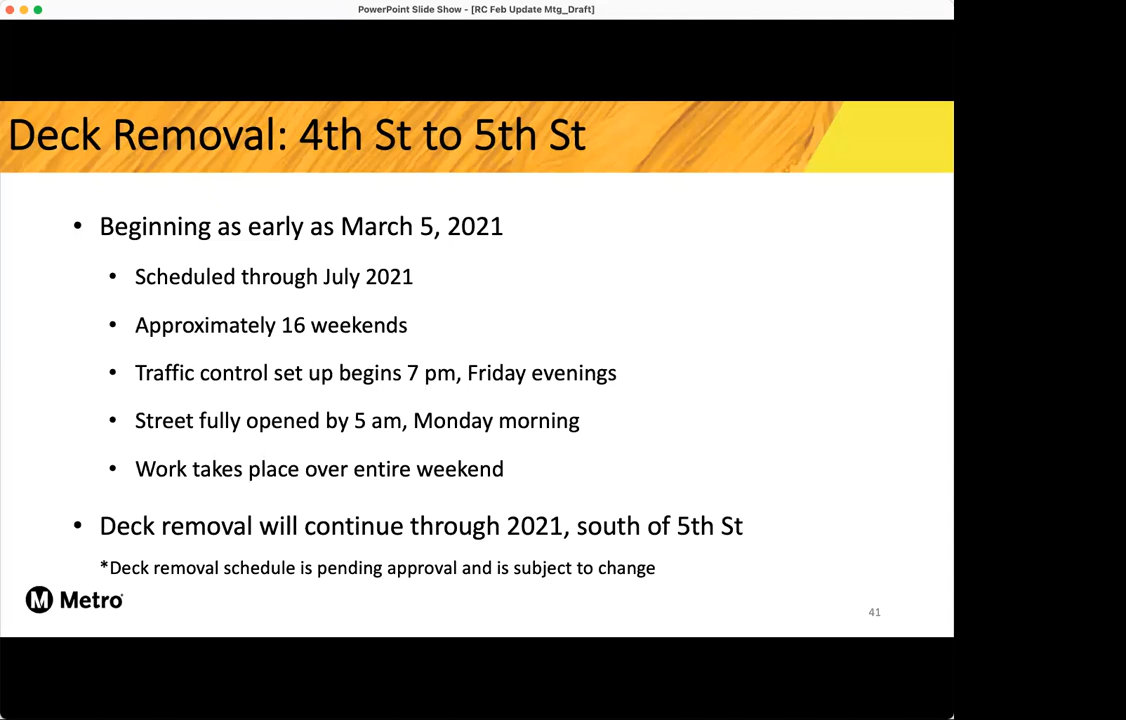 PowerPoint Slide Show - [RC Feb Update Mtg_Draft]
Deck Removal: 4th St to 5th St
• Beginning as early as March 5, 2021
• Scheduled through July 2021
• Approximately 16 weekends
• Traffic control set up begins 7 pm, Friday evenings
• Street fully opened by 5 am, Monday morning
• Work takes place over entire weekend
• Deck removal will continue through 2021, south of 5th St
*Deck removal schedule is pending approval and is subject to change
M Metro
41